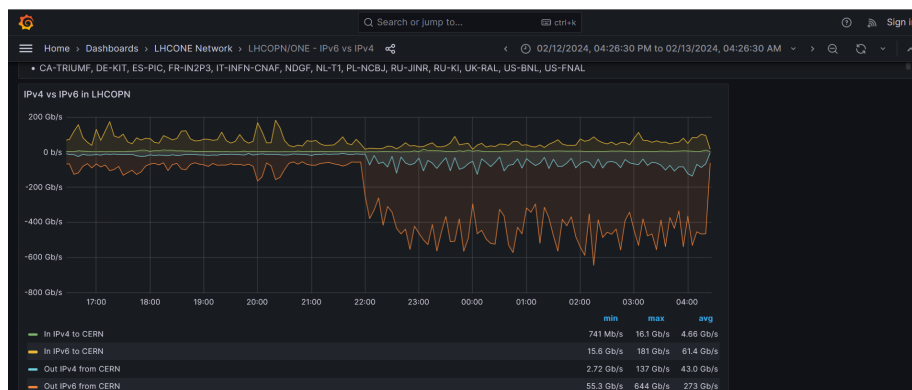 Search or jump to... ctrl+k Sign i
Home › Dashboards › LHCONE Network › LHCOPN/ONE - IPv6 vs IPv4 02/12/2024, 04:26:30 PM to 02/13/2024, 04:26:30 AM
• CA-TRIUMF, DE-KIT, ES-PIC, FR-IN2P3, IT-INFN-CNAF, NDGF, NL-T1, PL-NCBJ, RU-JINR, RU-KI, UK-RAL, US-BNL, US-FNAL
IPv4 vs IPv6 in LHCOPN
200 Gb/s
0 b/s
-200 Gb/s
-400 Gb/s
-600 Gb/s
-800 Gb/s
17:00 18:00 19:00 20:00 21:00 22:00 23:00 00:00 01:00 02:00 03:00 04:00
min max avg
In IPv4 to CERN 741 Mb/s 16.1 Gb/s 4.66 Gb/s
In IPv6 to CERN 15.6 Gb/s 181 Gb/s 61.4 Gb/s
Out IPv4 from CERN 2.72 Gb/s 137 Gb/s 43.0 Gb/s
Out IPv6 from CERN 55.3 Gb/s 644 Gb/s 273 Gb/s